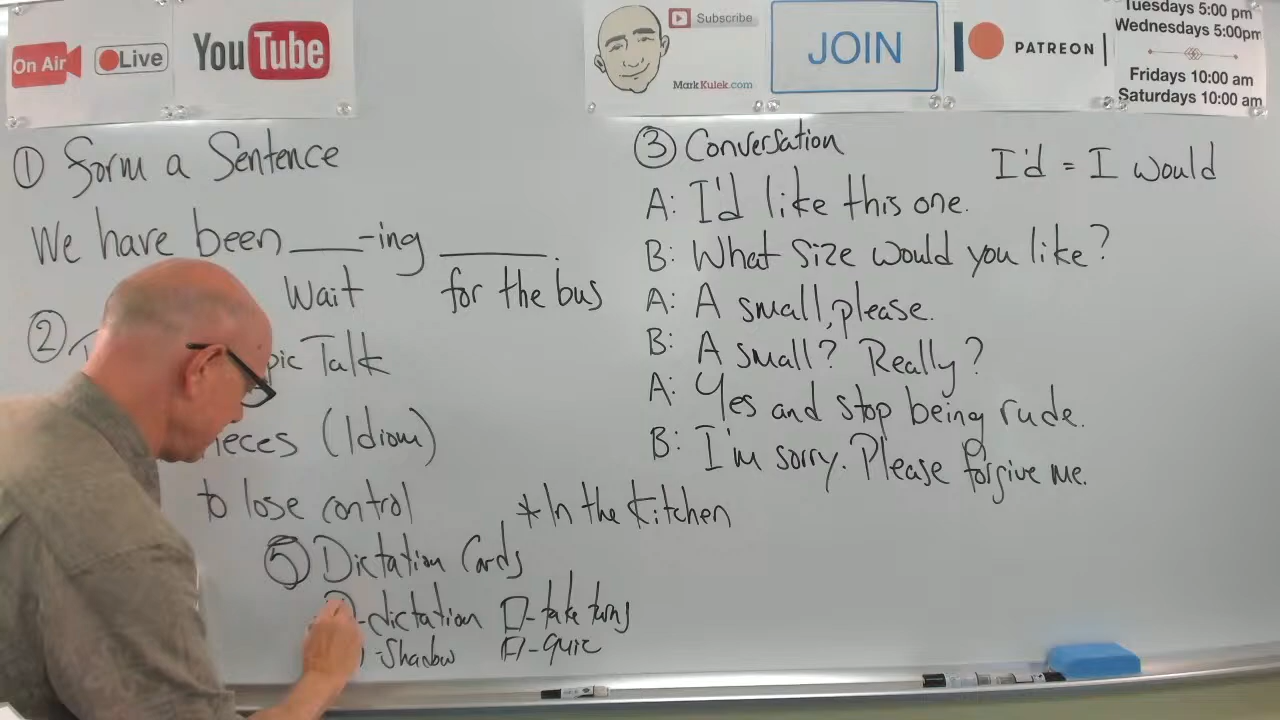 On Air
Live
YouTube
Subscribe
MarkKulek.com
JOIN
PATREON
Tuesdays 5:00 pm
Wednesdays 5:00pm
Fridays 10:00 am
Saturdays 10:00 am
① Form a Sentence
We have been ____-ing ______.
Wait for the bus
② pic Talk
ieces (Idiom)
to lose control
*In the Kitchen
⑤ Dictation Cards
-dictation
-take turns
-Shadow
-quiz
③ Conversation
I'd = I would
A: I'd like this one.
B: What size would you like?
A: A small, please.
B: A small? Really?
A: Yes and stop being rude.
B: I'm sorry. Please forgive me.